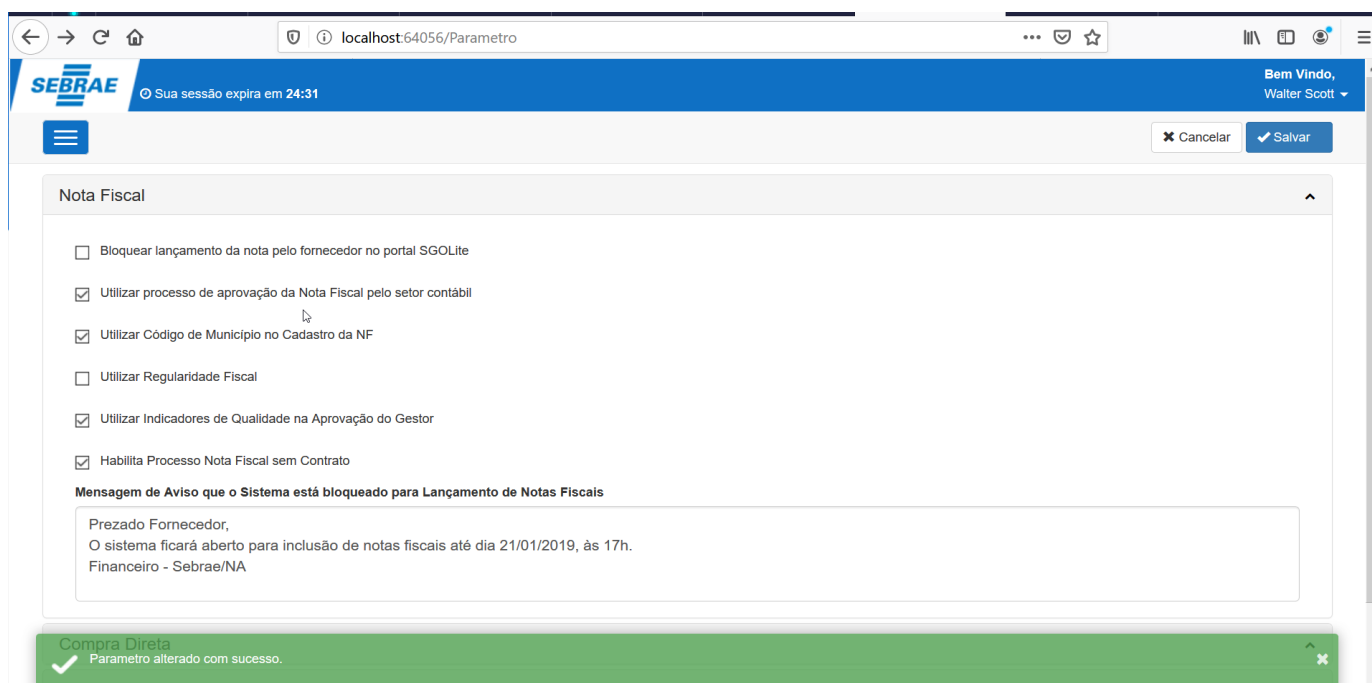 localhost:64056/Parametro
SEBRAE
Sua sessão expira em 24:31
Bem Vindo,
Walter Scott
Cancelar
Salvar
Nota Fiscal
Bloquear lançamento da nota pelo fornecedor no portal SGOLite
Utilizar processo de aprovação da Nota Fiscal pelo setor contábil
Utilizar Código de Município no Cadastro da NF
Utilizar Regularidade Fiscal
Utilizar Indicadores de Qualidade na Aprovação do Gestor
Habilita Processo Nota Fiscal sem Contrato
Mensagem de Aviso que o Sistema está bloqueado para Lançamento de Notas Fiscais
Prezado Fornecedor,
O sistema ficará aberto para inclusão de notas fiscais até dia 21/01/2019, às 17h.
Financeiro - Sebrae/NA
Compra Direta
Parametro alterado com sucesso.